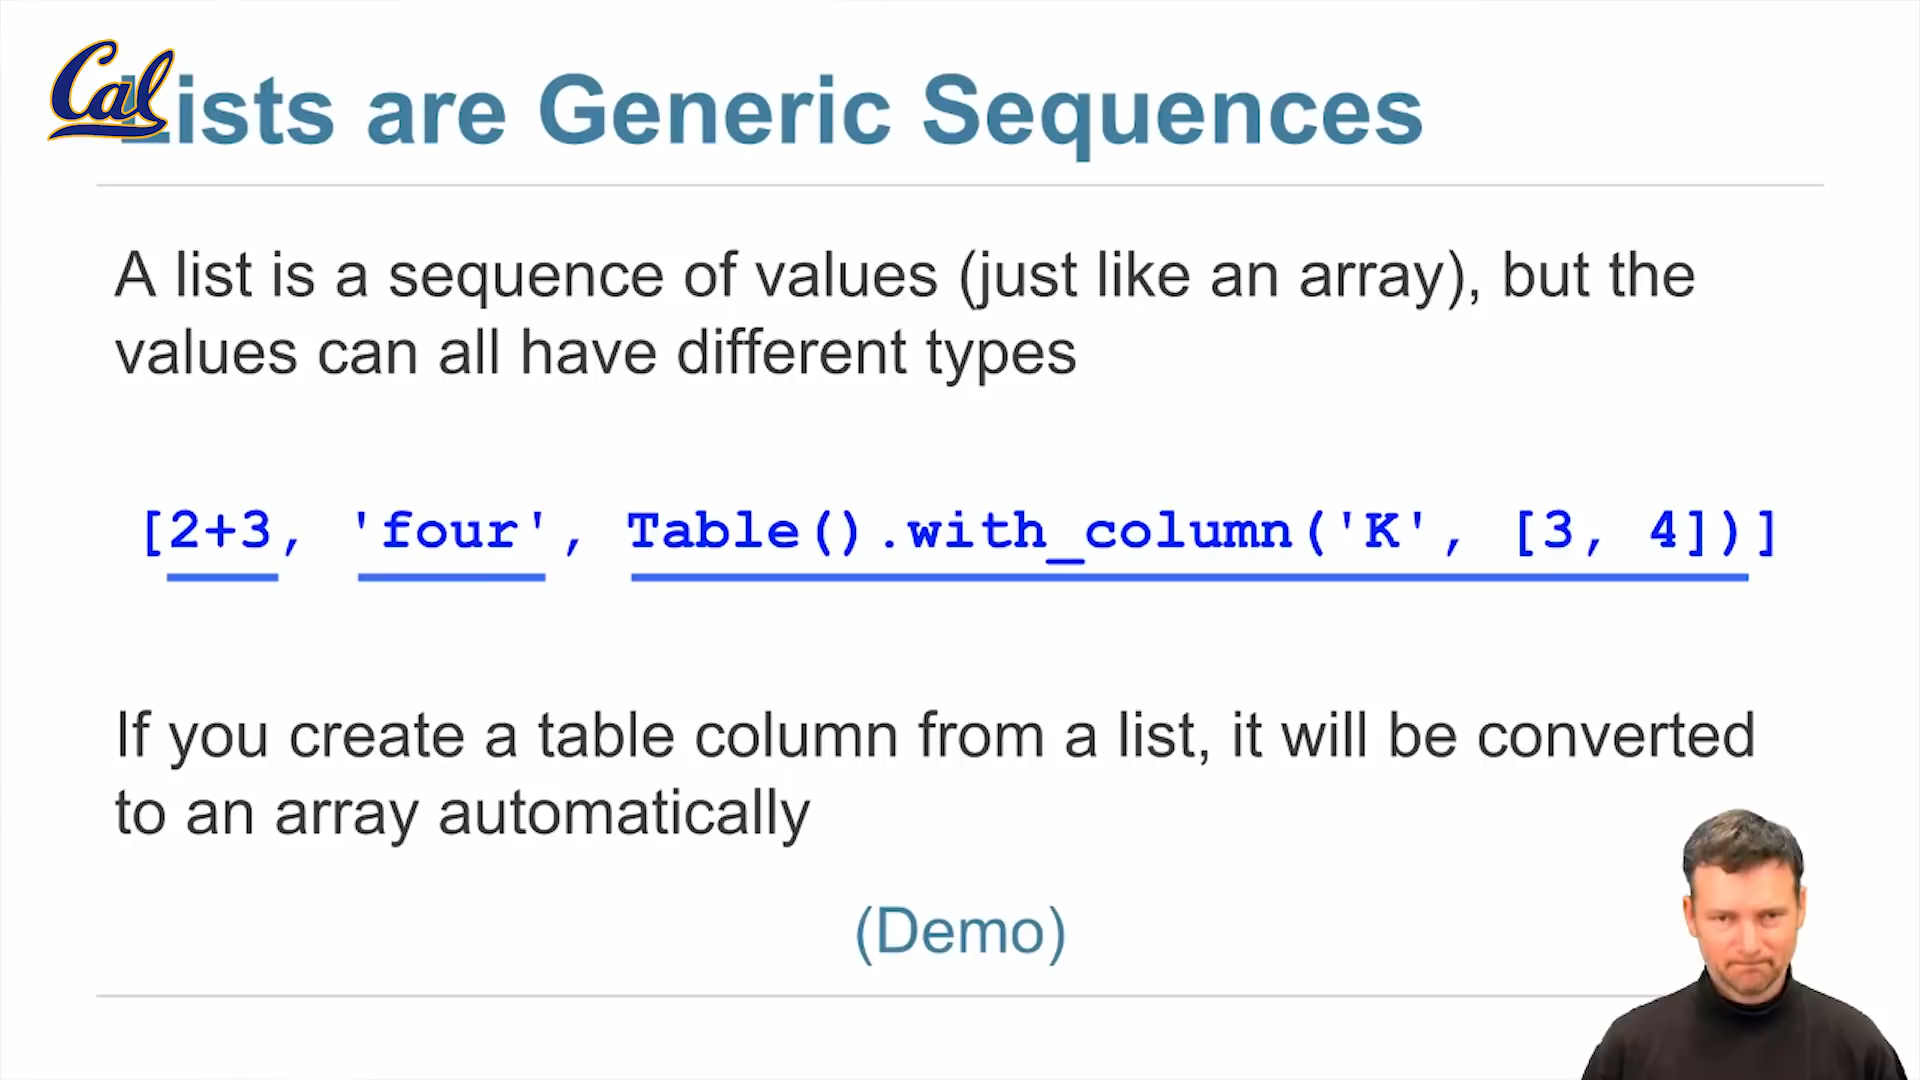 Cal
Lists are Generic Sequences
A list is a sequence of values (just like an array), but the
values can all have different types
[2+3, 'four', Table().with_column('K', [3, 4])]
If you create a table column from a list, it will be converted
to an array automatically
(Demo)